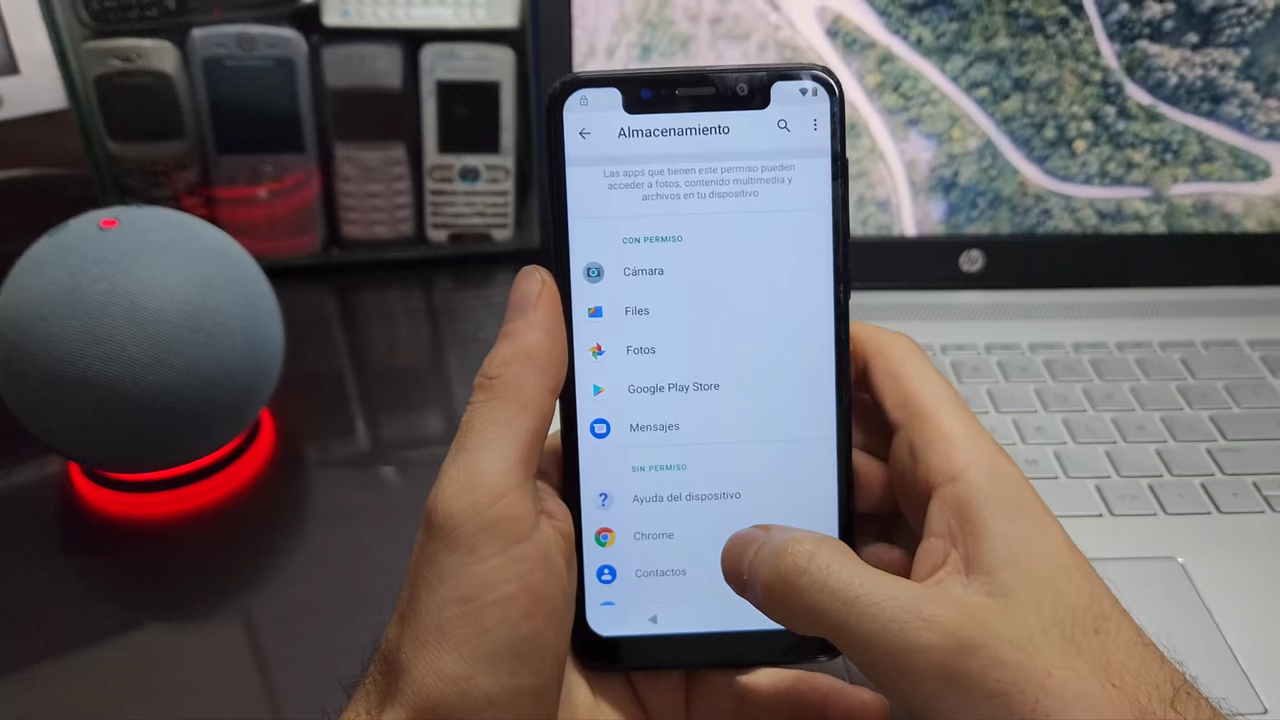 Almacenamiento
Las apps que tienen este permiso pueden
acceder a fotos, contenido multimedia y
archivos en tu dispositivo
CON PERMISO
Cámara
Files
Fotos
Google Play Store
Mensajes
SIN PERMISO
Ayuda del dispositivo
Chrome
Contactos
hp